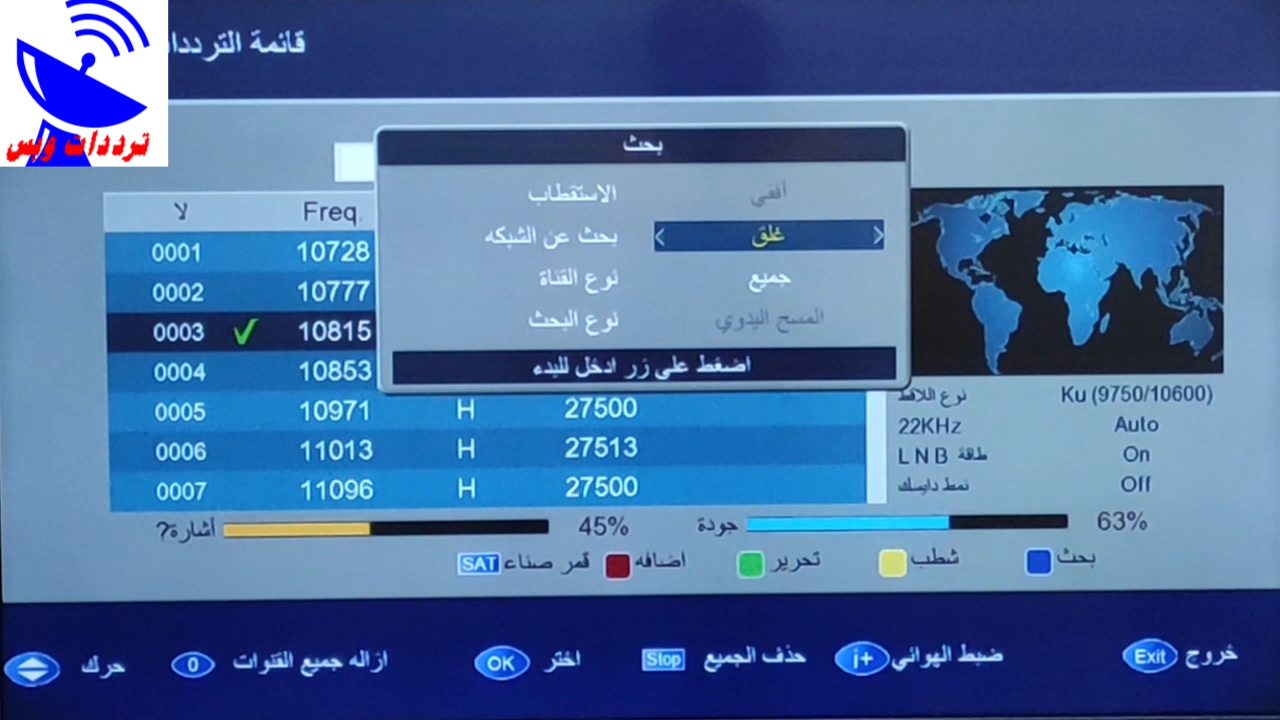 قائمة الترددا
ترددات ويس
بحث
الاستقطاب أفقي
بحث عن الشبكه < غلق >
نوع القناة جميع
نوع البحث المسح اليدوي
اضغط على زر ادخل للبدء
لا Freq.
0001 10728
0002 10777
0003 10815
0004 10853
0005 10971 H 27500
0006 11013 H 27513
0007 11096 H 27500
نوع اللاقط Ku (9750/10600)
22KHz Auto
LNB طاقة On
نمط دايسك Off
أشارة? 45% جودة 63%
SAT قمر صناء اضافه تحرير شطب بحث
حرك 0 ازاله جميع القنوات OK اختر Stop حذف الجميع i+ ضبط الهوائي Exit خروج